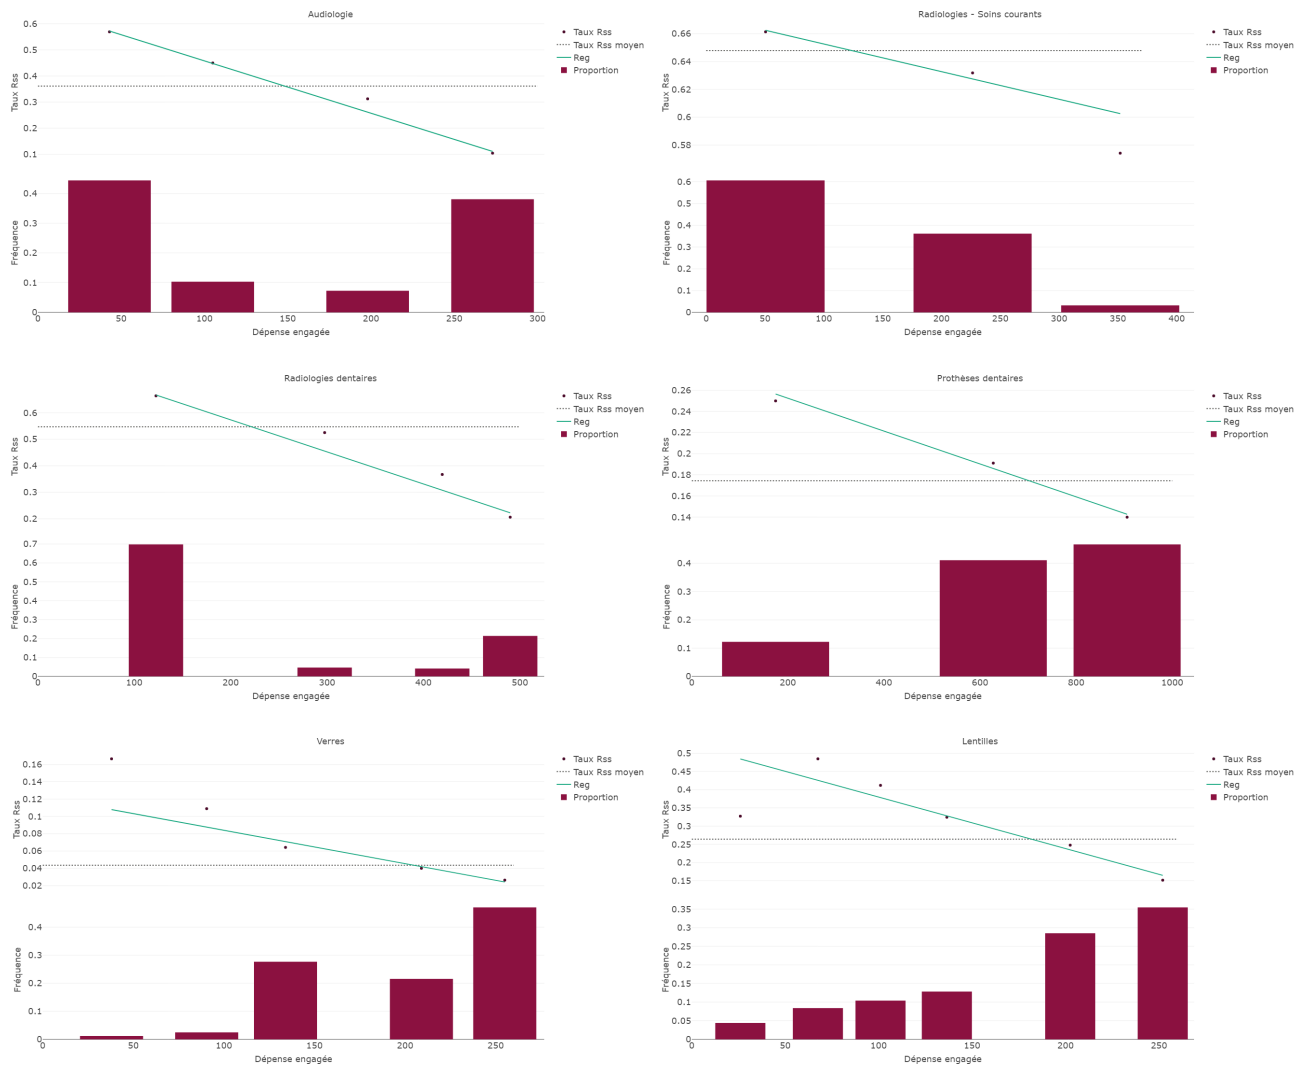 Audiologie
0.6
0.5
0.4
0.3
0.2
0.1
Taux Rss
0.4
0.3
0.2
0.1
0
Fréquence
0 50 100 150 200 250 300
Dépense engagée
Taux Rss
Taux Rss moyen
Reg
Proportion
Radiologies - Soins courants
0.66
0.64
0.62
0.6
0.58
Taux Rss
0.6
0.5
0.4
0.3
0.2
0.1
0
Fréquence
0 50 100 150 200 250 300 350 400
Dépense engagée
Taux Rss
Taux Rss moyen
Reg
Proportion
Radiologies dentaires
0.6
0.5
0.4
0.3
0.2
Taux Rss
0.7
0.6
0.5
0.4
0.3
0.2
0.1
0
Fréquence
0 100 200 300 400 500
Dépense engagée
Taux Rss
Taux Rss moyen
Reg
Proportion
Prothèses dentaires
0.26
0.24
0.22
0.2
0.18
0.16
0.14
Taux Rss
0.4
0.3
0.2
0.1
0
Fréquence
0 200 400 600 800 1000
Dépense engagée
Taux Rss
Taux Rss moyen
Reg
Proportion
Verres
0.16
0.14
0.12
0.1
0.08
0.06
0.04
0.02
Taux Rss
0.4
0.3
0.2
0.1
0
Fréquence
0 50 100 150 200 250
Dépense engagée
Taux Rss
Taux Rss moyen
Reg
Proportion
Lentilles
0.5
0.45
0.4
0.35
0.3
0.25
0.2
0.15
Taux Rss
0.35
0.3
0.25
0.2
0.15
0.1
0.05
0
Fréquence
0 50 100 150 200 250
Dépense engagée
Taux Rss
Taux Rss moyen
Reg
Proportion